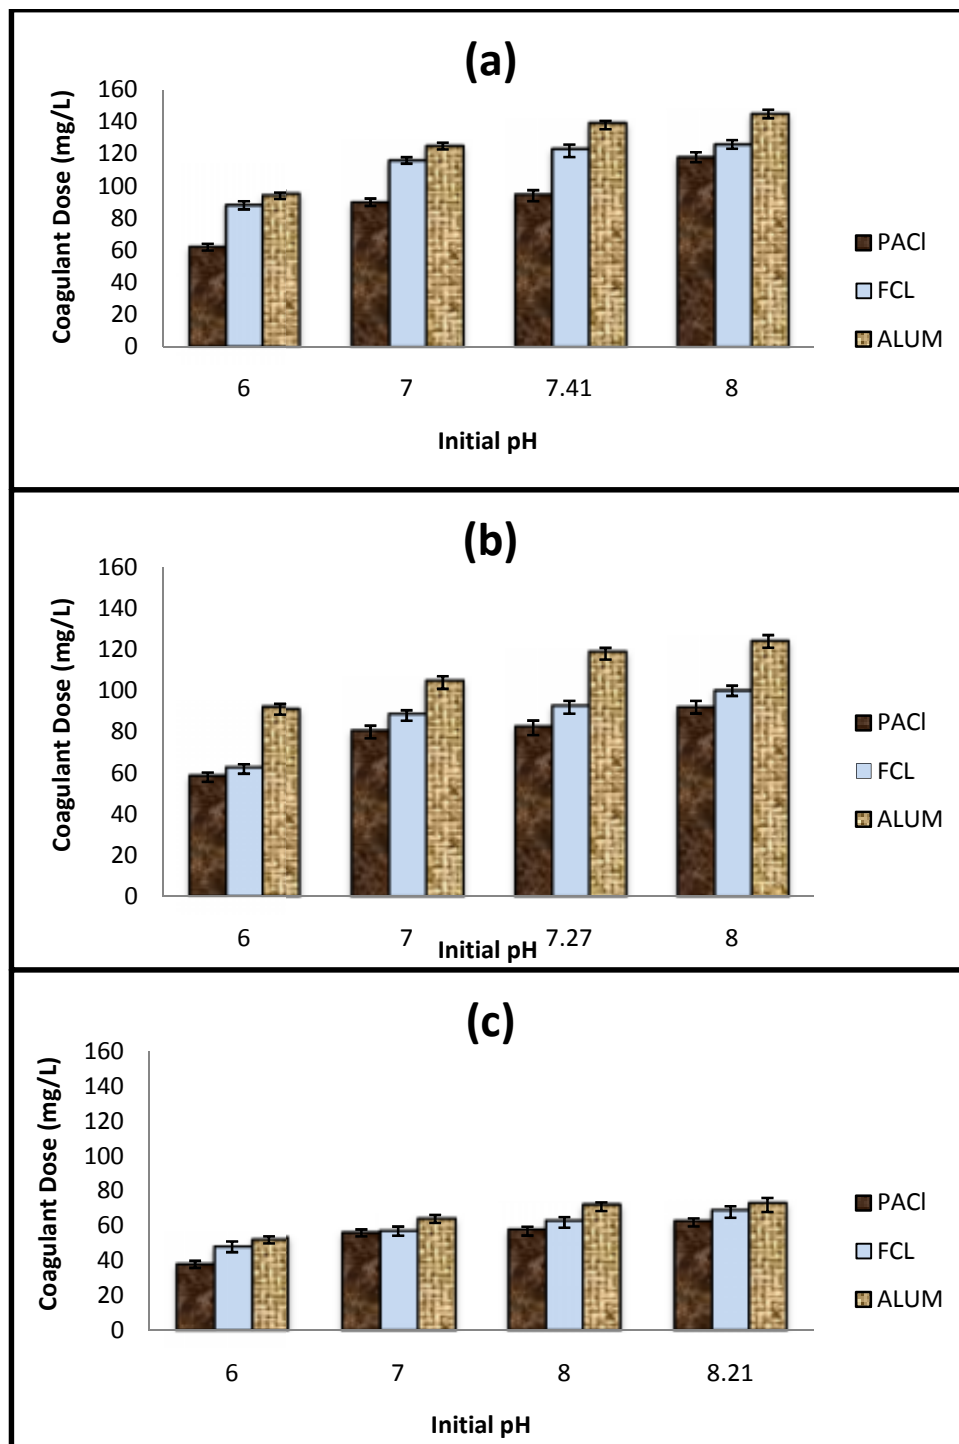 (a)
Coagulant Dose (mg/L)
160
140
120
100
80
60
40
20
0
6 7 7.41 8
Initial pH
PACl
FCL
ALUM
(b)
Coagulant Dose (mg/L)
160
140
120
100
80
60
40
20
0
6 7 7.27 8
Initial pH
PACl
FCL
ALUM
(c)
Coagulant Dose (mg/L)
160
140
120
100
80
60
40
20
0
6 7 8 8.21
Initial pH
PACl
FCL
ALUM